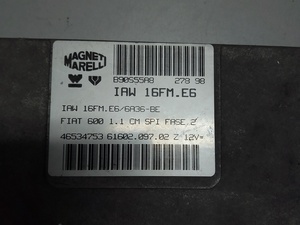 MAGNETI
MARELLI
B90S55A8 278 98
IAW 16FM.E6
IAW 16FM.E6/6A36-BE
FIAT 600 1.1 CM SPI FASE 2
46534753 61602.097.02 Z 12V=